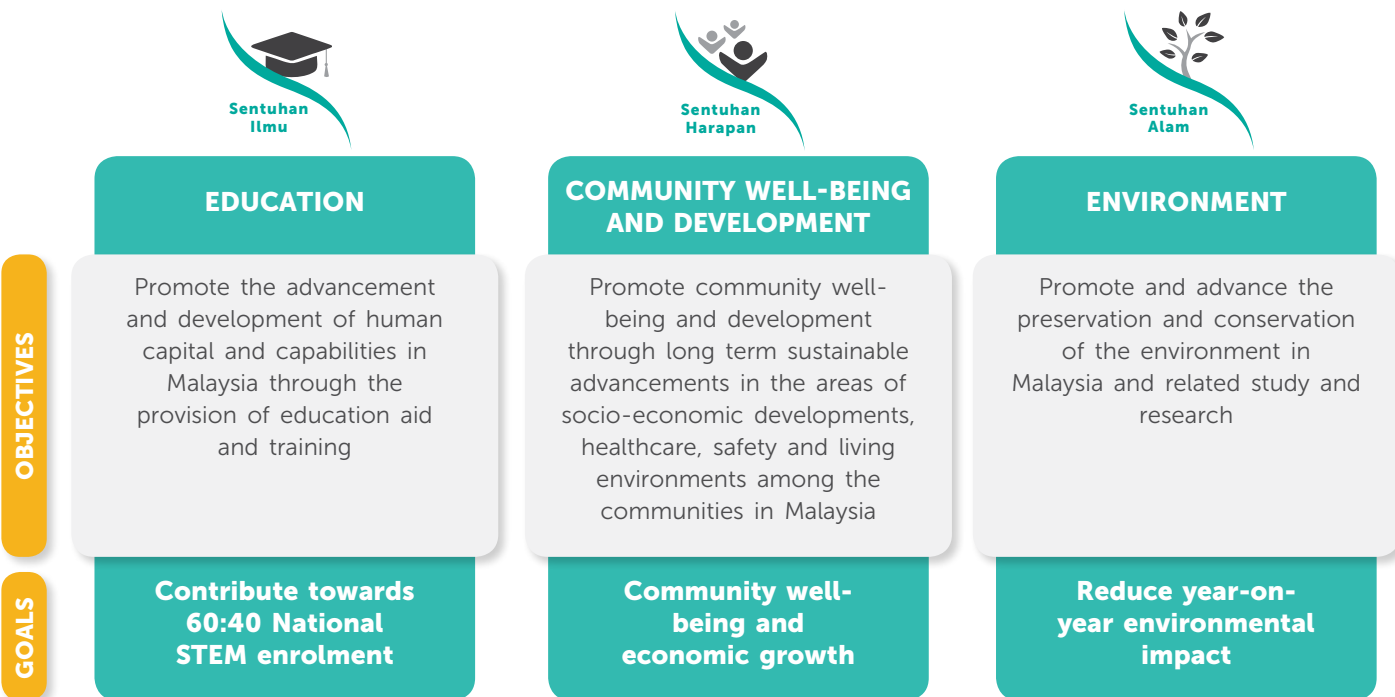 Sentuhan
Ilmu
Sentuhan
Harapan
Sentuhan
Alam
EDUCATION
COMMUNITY WELL-BEING
AND DEVELOPMENT
ENVIRONMENT
OBJECTIVES
Promote the advancement
and development of human
capital and capabilities in
Malaysia through the
provision of education aid
and training
Promote community well-
being and development
through long term sustainable
advancements in the areas of
socio-economic developments,
healthcare, safety and living
environments among the
communities in Malaysia
Promote and advance the
preservation and conservation
of the environment in
Malaysia and related study and
research
GOALS
Contribute towards
60:40 National
STEM enrolment
Community well-
being and
economic growth
Reduce year-on-
year environmental
impact